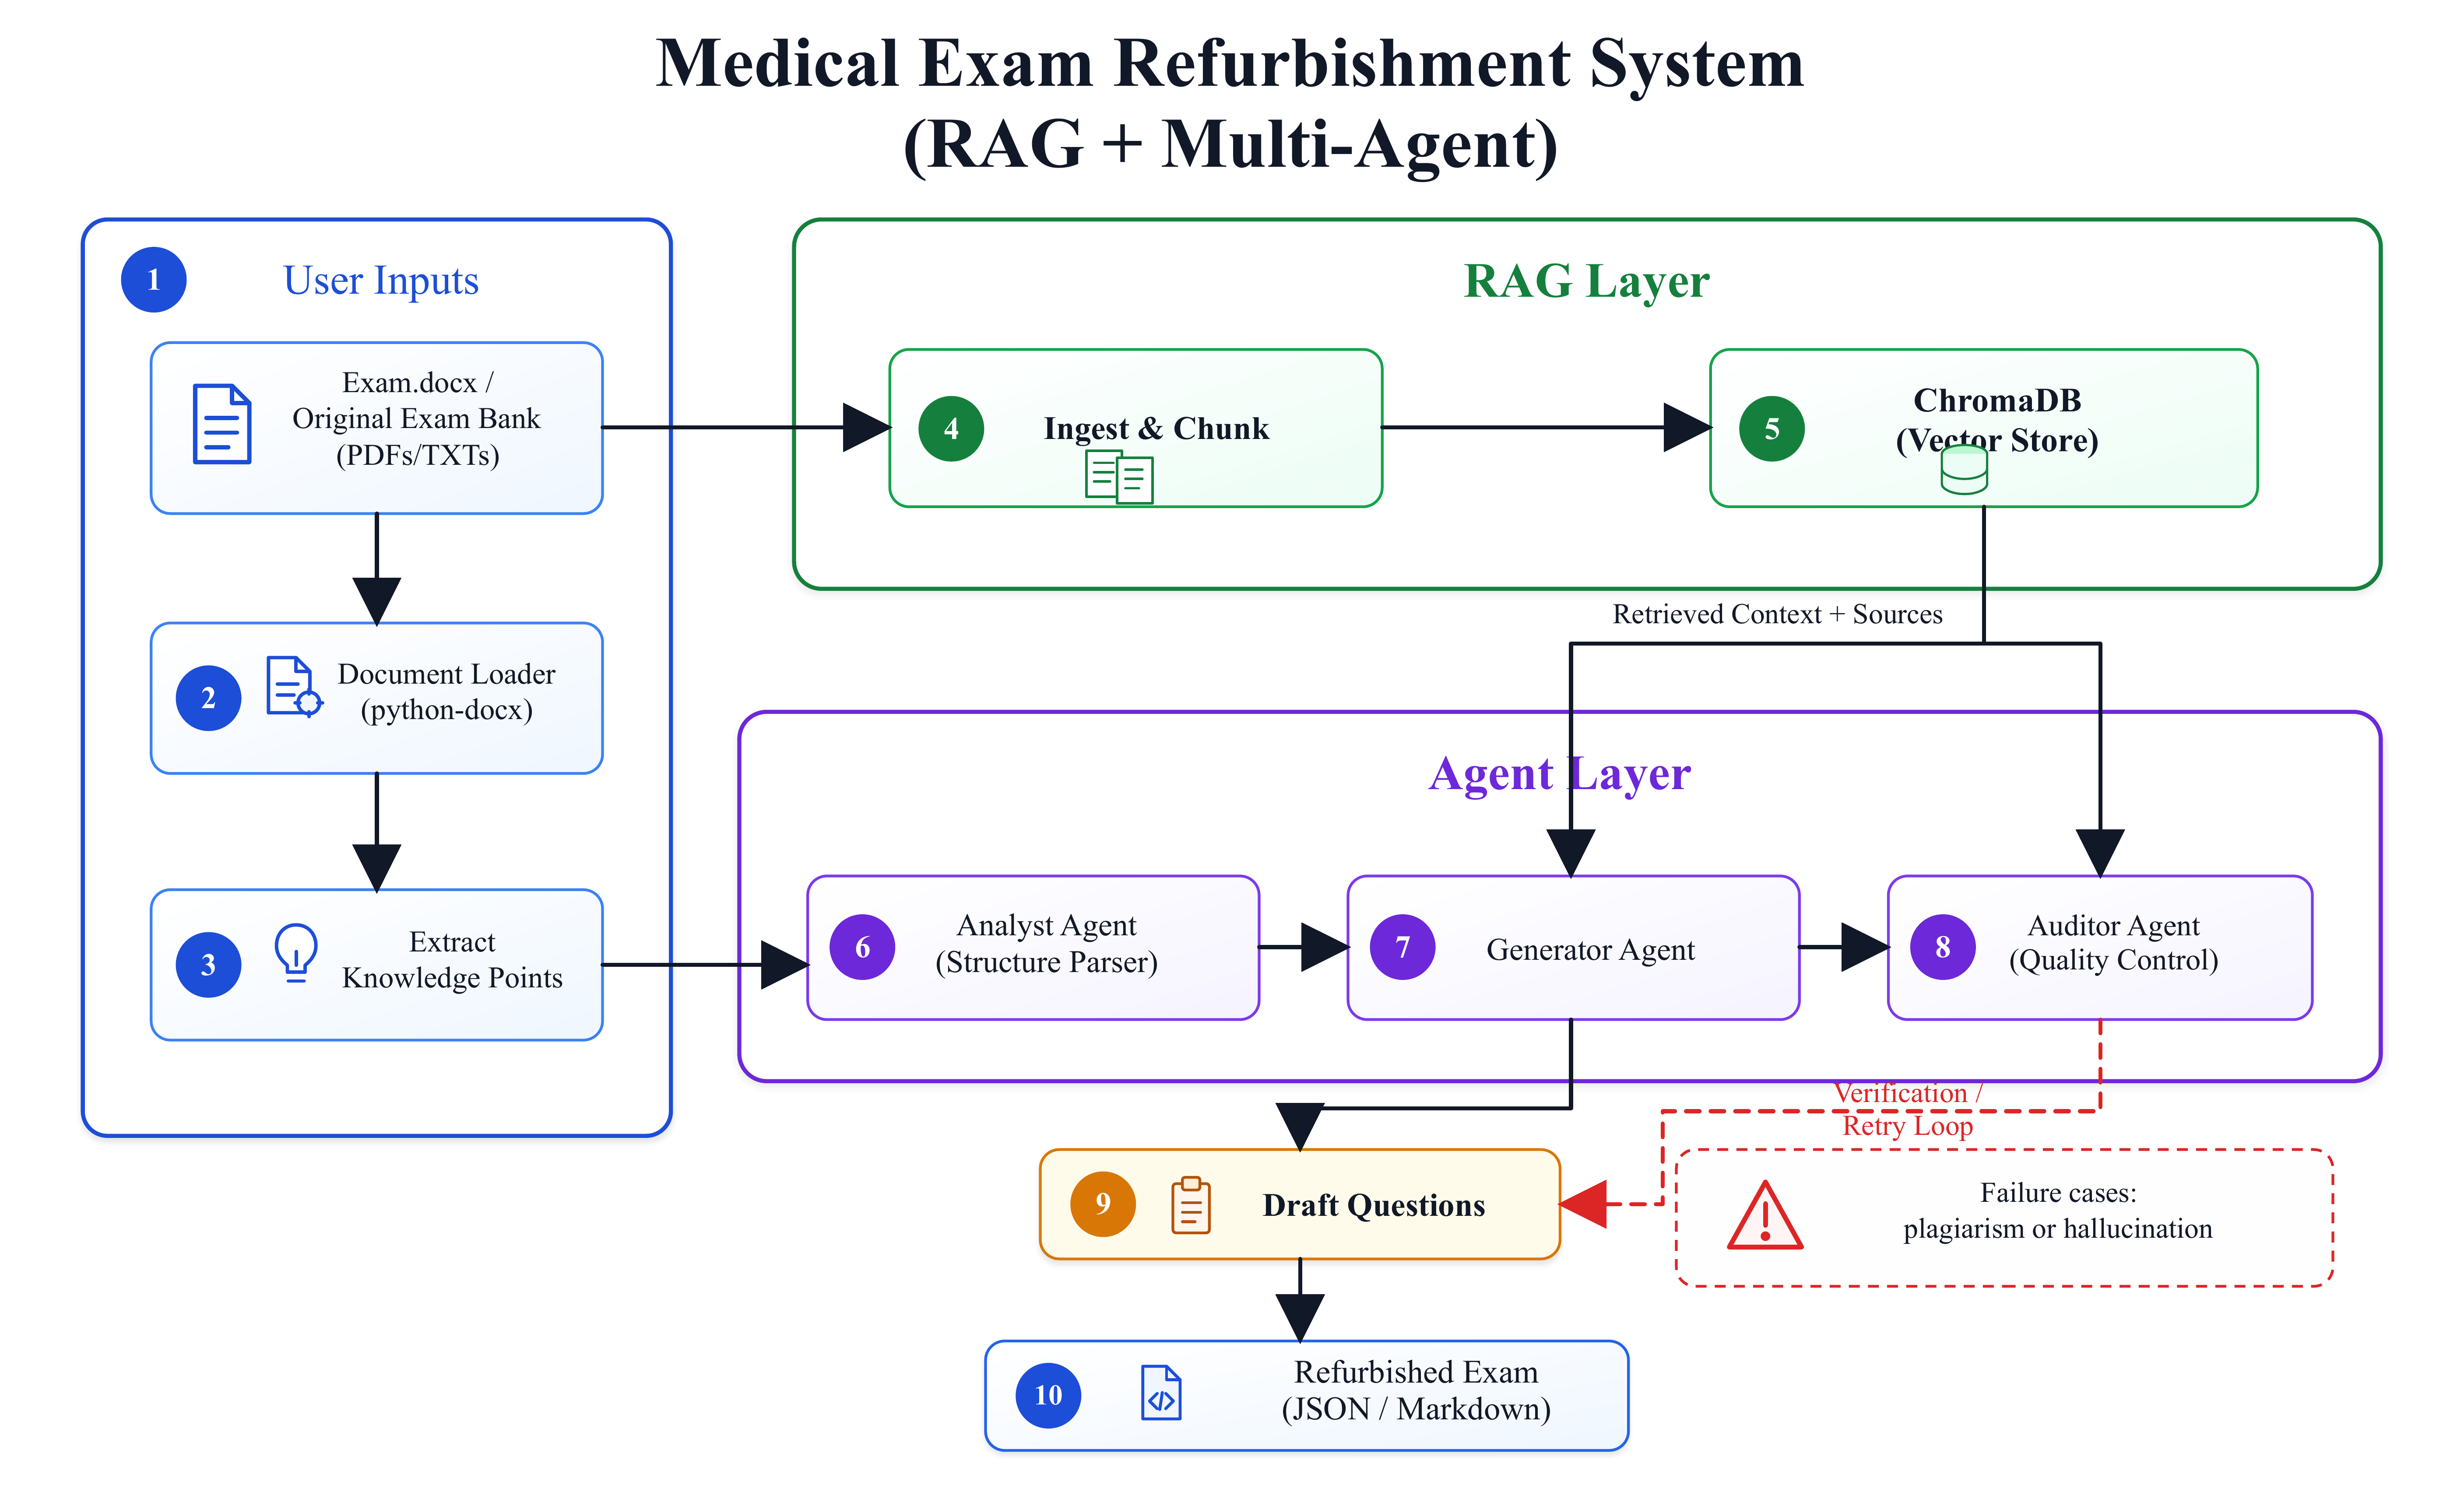 Medical Exam Refurbishment System
(RAG + Multi-Agent)
1
User Inputs
Exam.docx /
Original Exam Bank
(PDFs/TXTs)
2
Document Loader
(python-docx)
3
Extract
Knowledge Points
RAG Layer
4
Ingest & Chunk
5
ChromaDB
(Vector Store)
Retrieved Context + Sources
Agent Layer
6
Analyst Agent
(Structure Parser)
7
Generator Agent
8
Auditor Agent
(Quality Control)
Verification /
Retry Loop
9
Draft Questions
Failure cases:
plagiarism or hallucination
10
Refurbished Exam
(JSON / Markdown)